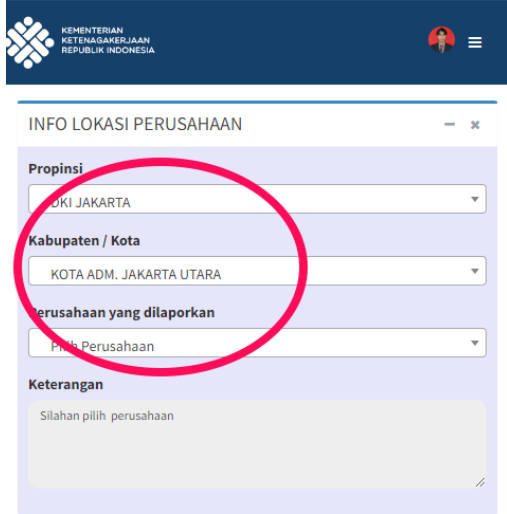 KEMENTERIAN
KETENAGAKERJAAN
REPUBLIK INDONESIA
INFO LOKASI PERUSAHAAN
Propinsi
DKI JAKARTA
Kabupaten / Kota
KOTA ADM. JAKARTA UTARA
Perusahaan yang dilaporkan
Pilih Perusahaan
Keterangan
Silahan pilih perusahaan